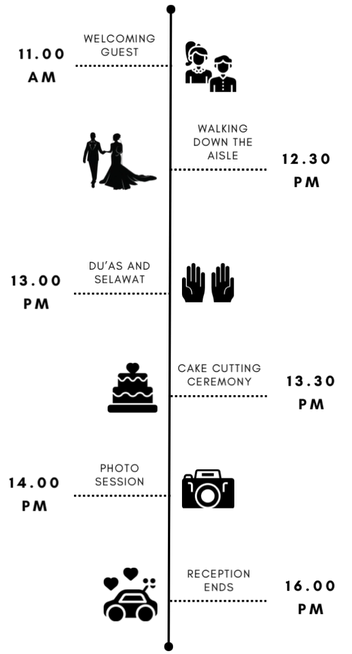 11.00
AM
WELCOMING
GUEST
WALKING
DOWN THE
AISLE
12.30
PM
13.00
PM
DU'AS AND
SELAWAT
CAKE CUTTING
CEREMONY
13.30
PM
14.00
PM
PHOTO
SESSION
RECEPTION
ENDS
16.00
PM